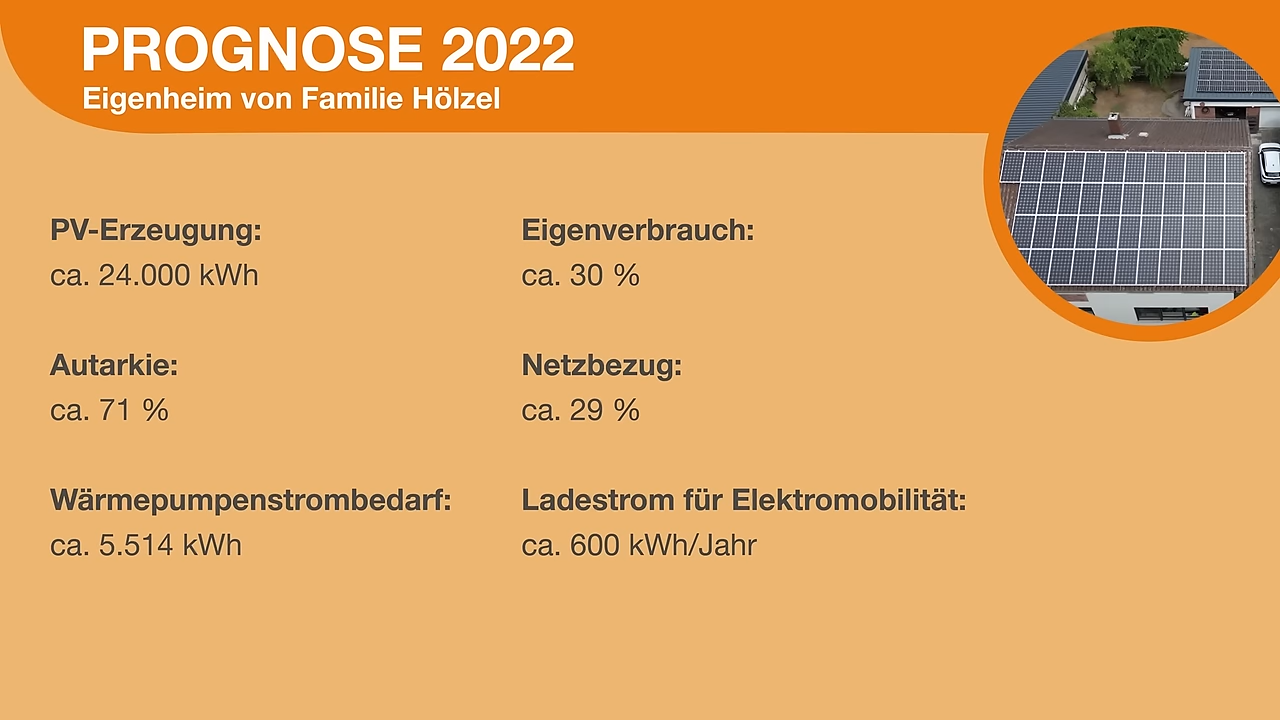 PROGNOSE 2022
Eigenheim von Familie Hölzel
PV-Erzeugung:
ca. 24.000 kWh
Eigenverbrauch:
ca. 30 %
Autarkie:
ca. 71 %
Netzbezug:
ca. 29 %
Wärmepumpenstrombedarf:
ca. 5.514 kWh
Ladestrom für Elektromobilität:
ca. 600 kWh/Jahr